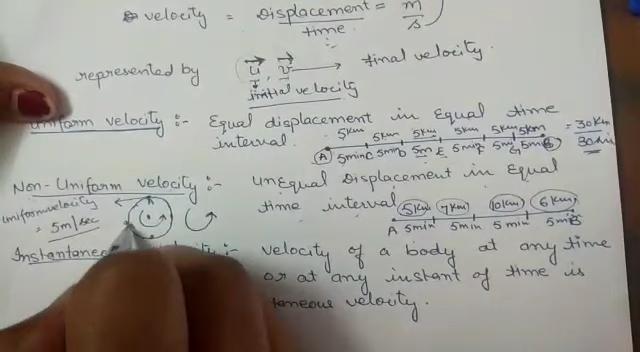 velocity = Displacement / time = m/s
represented by u, v → final velocity.
initial velocity
Uniform velocity :- Equal displacement in Equal time
interval.
5km 5km 5km 5km 5km 5km = 30km / 30min
A 5min C 5min D 5m E 5min F 5min G 5min B
Non-Uniform velocity :- UnEqual Displacement in Equal
time interval
uniform velocity
= 5m/sec
5km 7km 10km 6km
A 5min 5min 5min 5min B
:- velocity of a body at any time
or at any instant of time is
taneous velocity.